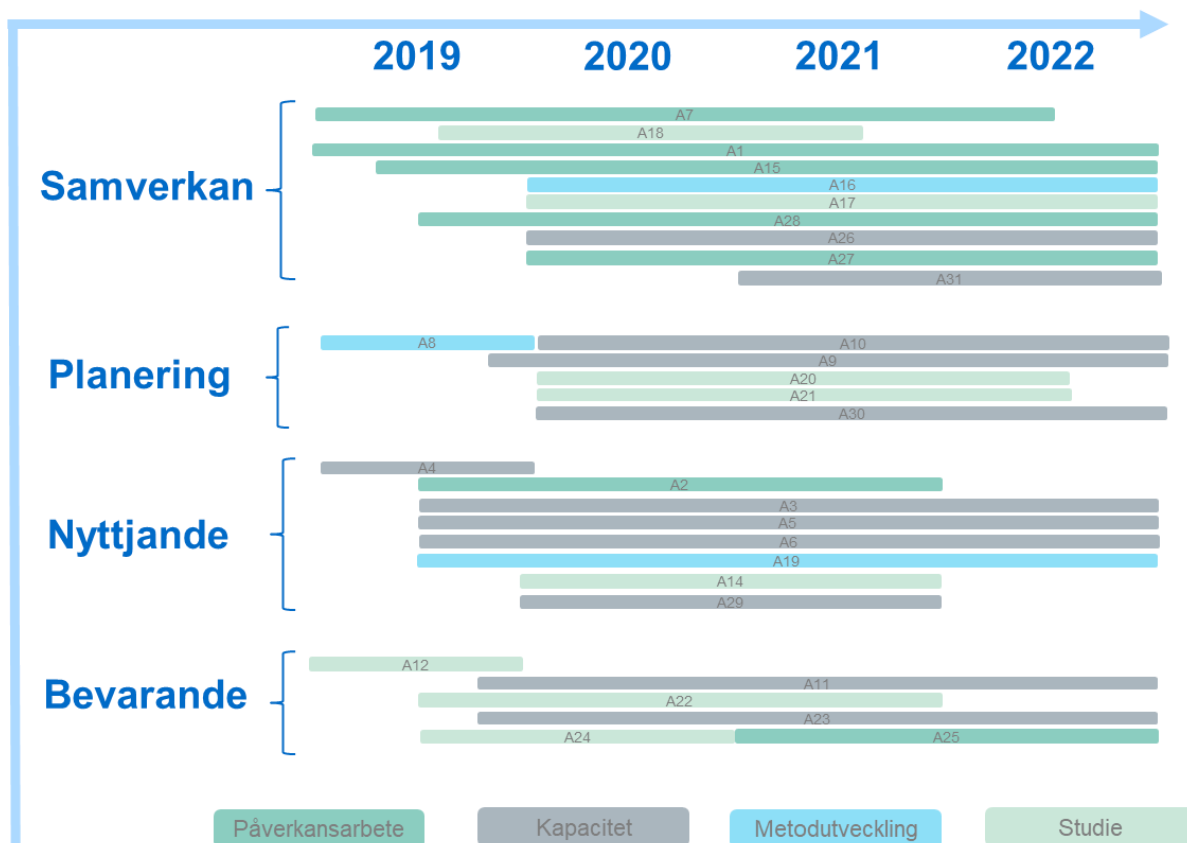 2019 2020 2021 2022
Samverkan
A7
A18
A1
A15
A16
A17
A28
A26
A27
A31
Planering
A8 A10
A9
A20
A21
A30
Nyttjande
A4
A2
A3
A5
A6
A19
A14
A29
Bevarande
A12
A11
A22
A23
A24 A25
Påverkansarbete Kapacitet Metodutveckling Studie